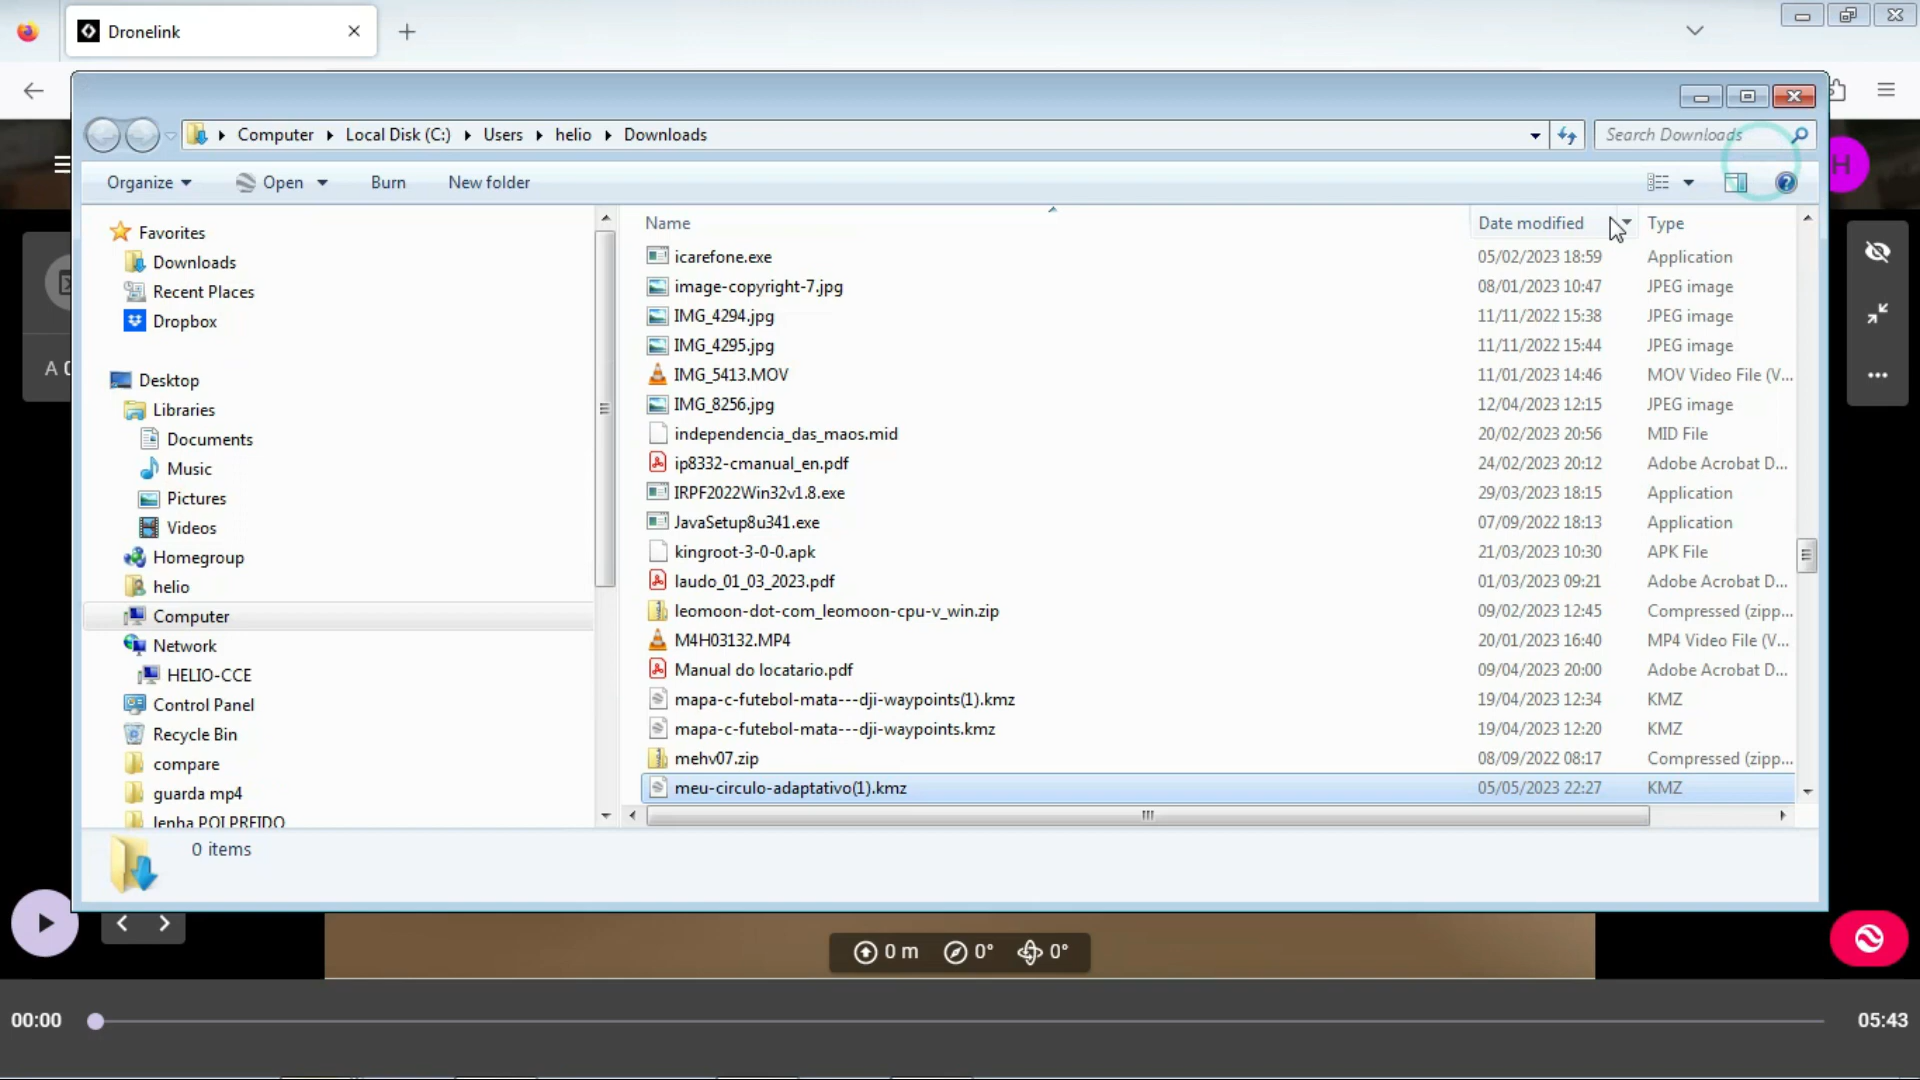 Dronelink
Computer Local Disk (C:) Users helio Downloads
Search Downloads
H
Organize Open Burn New folder
Name Date modified Type
Favorites
Downloads
Recent Places
Dropbox
Desktop
Libraries
Documents
Music
Pictures
Videos
Homegroup
helio
Computer
Network
HELIO-CCE
Control Panel
Recycle Bin
compare
guarda mp4
icarefone.exe 05/02/2023 18:59 Application
image-copyright-7.jpg 08/01/2023 10:47 JPEG image
IMG_4294.jpg 11/11/2022 15:38 JPEG image
IMG_4295.jpg 11/11/2022 15:44 JPEG image
IMG_5413.MOV 11/01/2023 14:46 MOV Video File (V...
IMG_8256.jpg 12/04/2023 12:15 JPEG image
independencia_das_maos.mid 20/02/2023 20:56 MID File
ip8332-cmanual_en.pdf 24/02/2023 20:12 Adobe Acrobat D...
IRPF2022Win32v1.8.exe 29/03/2023 18:15 Application
JavaSetup8u341.exe 07/09/2022 18:13 Application
kingroot-3-0-0.apk 21/03/2023 10:30 APK File
laudo_01_03_2023.pdf 01/03/2023 09:21 Adobe Acrobat D...
leomoon-dot-com_leomoon-cpu-v_win.zip 09/02/2023 12:45 Compressed (zipp...
M4H03132.MP4 20/01/2023 16:40 MP4 Video File (V...
Manual do locatario.pdf 09/04/2023 20:00 Adobe Acrobat D...
mapa-c-futebol-mata---dji-waypoints(1).kmz 19/04/2023 12:34 KMZ
mapa-c-futebol-mata---dji-waypoints.kmz 19/04/2023 12:20 KMZ
mehv07.zip 08/09/2022 08:17 Compressed (zipp...
meu-circulo-adaptativo(1).kmz 05/05/2023 22:27 KMZ
0 items
A
0 m 0° 0°
00:00 05:43